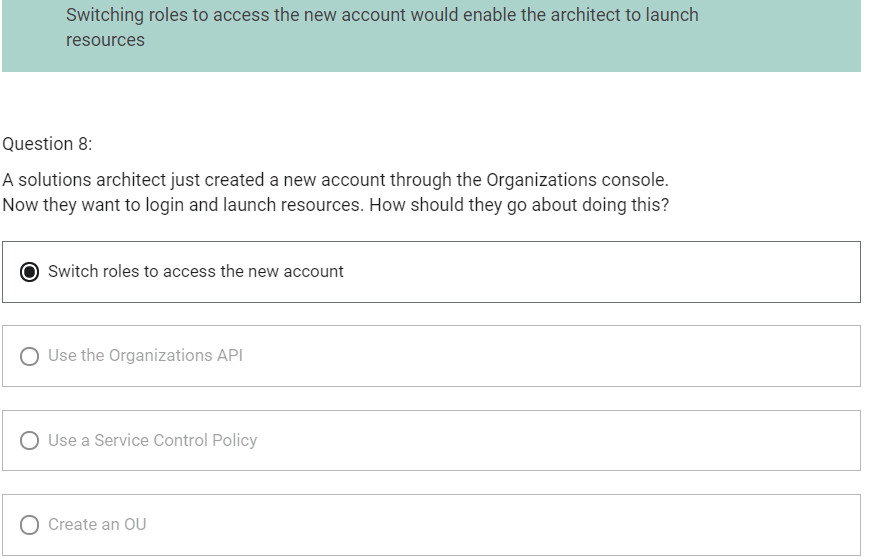 Switching roles to access the new account would enable the architect to launch
resources
Question 8:
A solutions architect just created a new account through the Organizations console.
Now they want to login and launch resources. How should they go about doing this?
Switch roles to access the new account
Use the Organizations API
Use a Service Control Policy
Create an OU